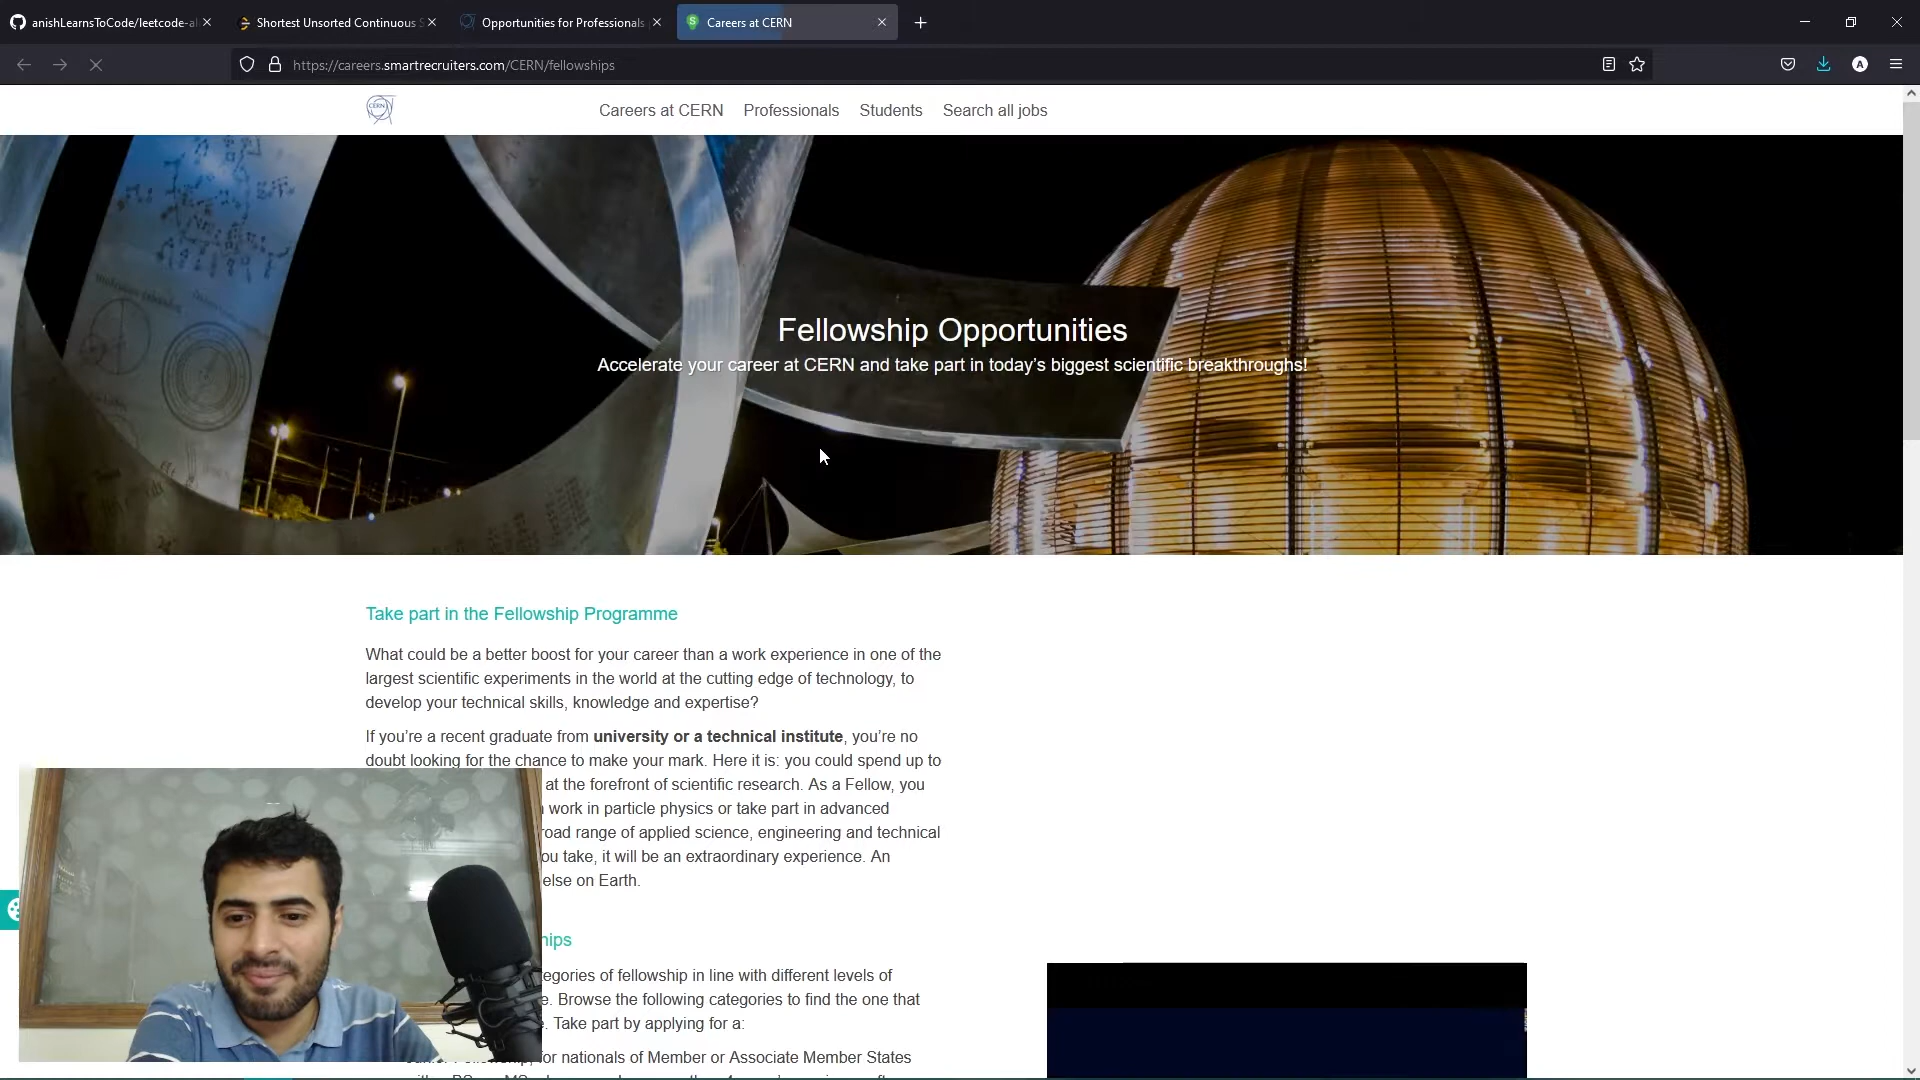 anishLearnsToCode/leetcode-al
Shortest Unsorted Continuous S
Opportunities for Professionals
Careers at CERN
https://careers.smartrecruiters.com/CERN/fellowships
CERN
Careers at CERN
Professionals
Students
Search all jobs
Fellowship Opportunities
Accelerate your career at CERN and take part in today's biggest scientific breakthroughs!
Take part in the Fellowship Programme
What could be a better boost for your career than a work experience in one of the
largest scientific experiments in the world at the cutting edge of technology, to
develop your technical skills, knowledge and expertise?
If you're a recent graduate from university or a technical institute, you're no
doubt looking for the chance to make your mark. Here it is: you could spend up to
at the forefront of scientific research. As a Fellow, you
work in particle physics or take part in advanced
road range of applied science, engineering and technical
ou take, it will be an extraordinary experience. An
else on Earth.
hips
egories of fellowship in line with different levels of
e. Browse the following categories to find the one that
. Take part by applying for a:
for nationals of Member or Associate Member States